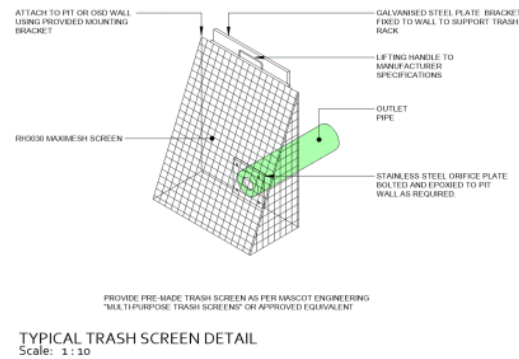 ATTACH TO PIT OR OSD WALL
USING PROVIDED MOUNTING
BRACKET
GALVANISED STEEL PLATE BRACKET
FIXED TO WALL TO SUPPORT TRASH
RACK
LIFTING HANDLE TO
MANUFACTURER
SPECIFICATIONS
OUTLET
PIPE
RH3030 MAXIMESH SCREEN
STAINLESS STEEL ORIFICE PLATE
BOLTED AND EPOXIED TO PIT
WALL AS REQUIRED.
PROVIDE PRE-MADE TRASH SCREEN AS PER MASCOT ENGINEERING
"MULTI-PURPOSE TRASH SCREENS" OR APPROVED EQUIVALENT
TYPICAL TRASH SCREEN DETAIL
Scale: 1 : 10